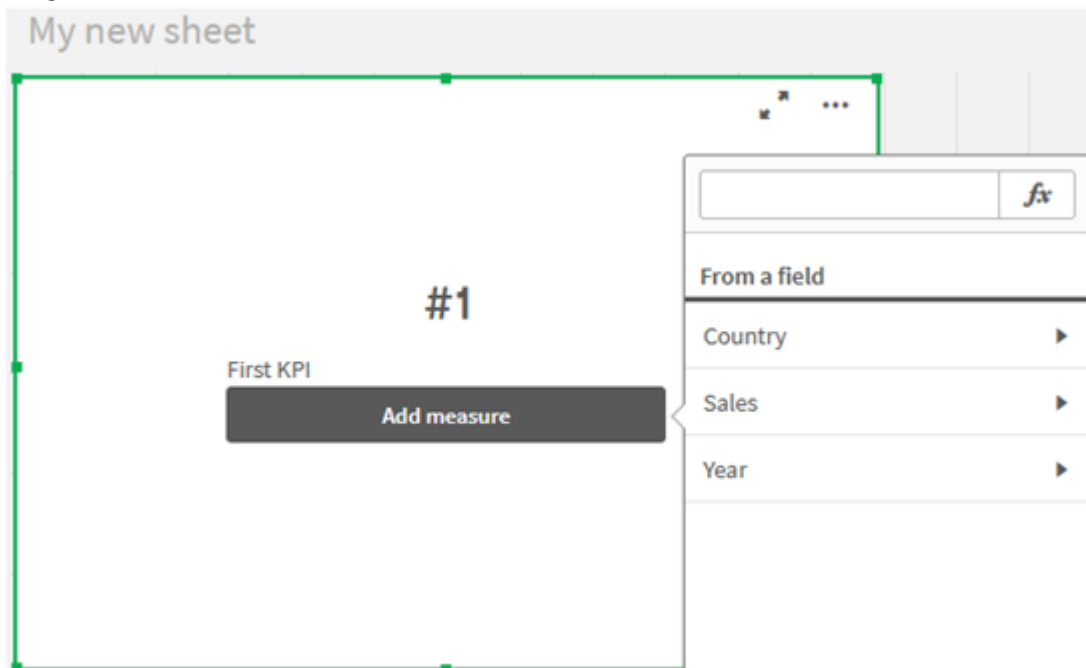 My new sheet
...
fx
From a field
#1
Country
First KPI
Add measure
Sales
Year